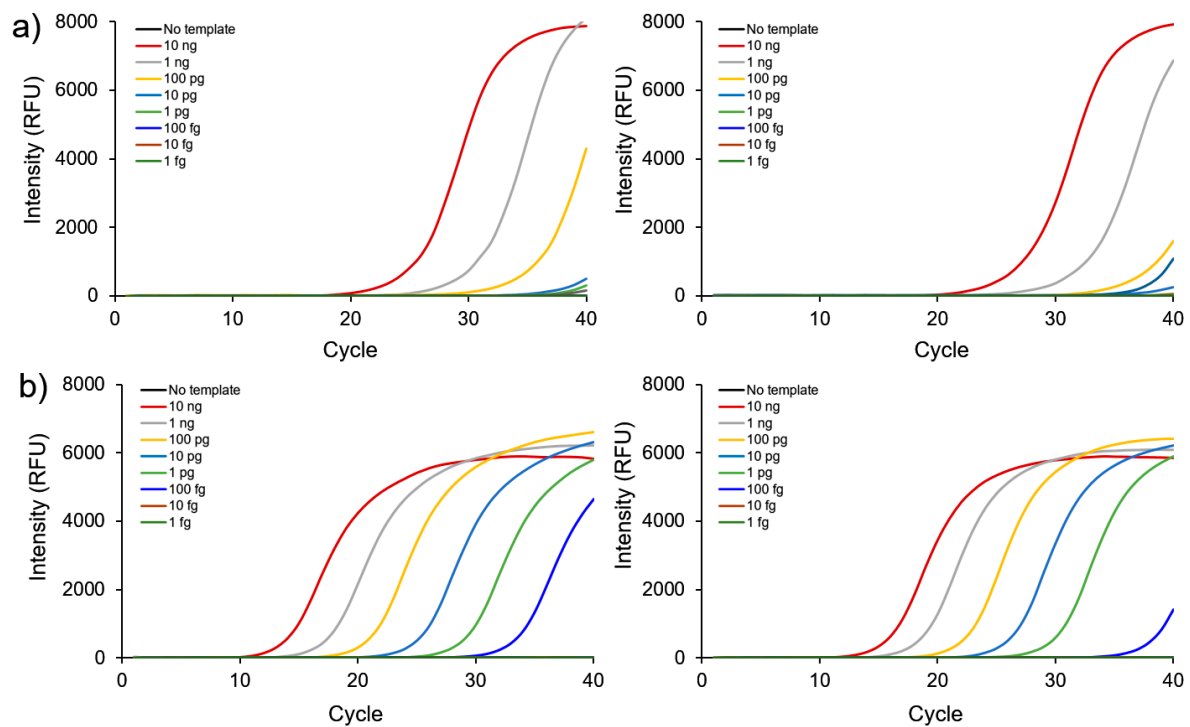 a)
8000
6000
4000
2000
0
Intensity (RFU)
No template
10 ng
1 ng
100 pg
10 pg
1 pg
100 fg
10 fg
1 fg
0 10 20 30 40
Cycle
8000
6000
4000
2000
0
Intensity (RFU)
No template
10 ng
1 ng
100 pg
10 pg
1 pg
100 fg
10 fg
1 fg
0 10 20 30 40
Cycle
b)
8000
6000
4000
2000
0
Intensity (RFU)
No template
10 ng
1 ng
100 pg
10 pg
1 pg
100 fg
10 fg
1 fg
0 10 20 30 40
Cycle
8000
6000
4000
2000
0
Intensity (RFU)
No template
10 ng
1 ng
100 pg
10 pg
1 pg
100 fg
10 fg
1 fg
0 10 20 30 40
Cycle